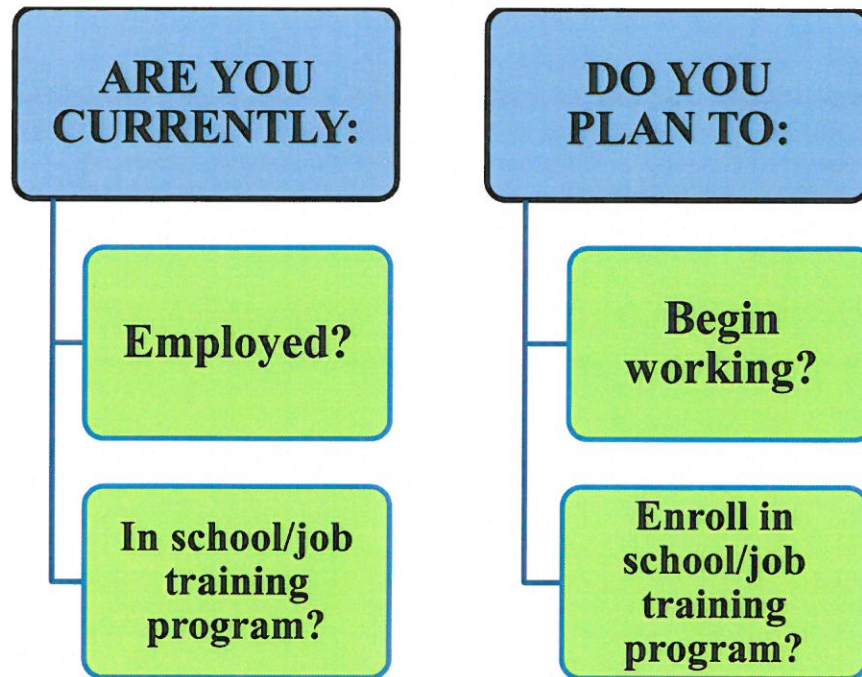 ARE YOU
CURRENTLY:
Employed?
In school/job
training
program?
DO YOU
PLAN TO:
Begin
working?
Enroll in
school/job
training
program?